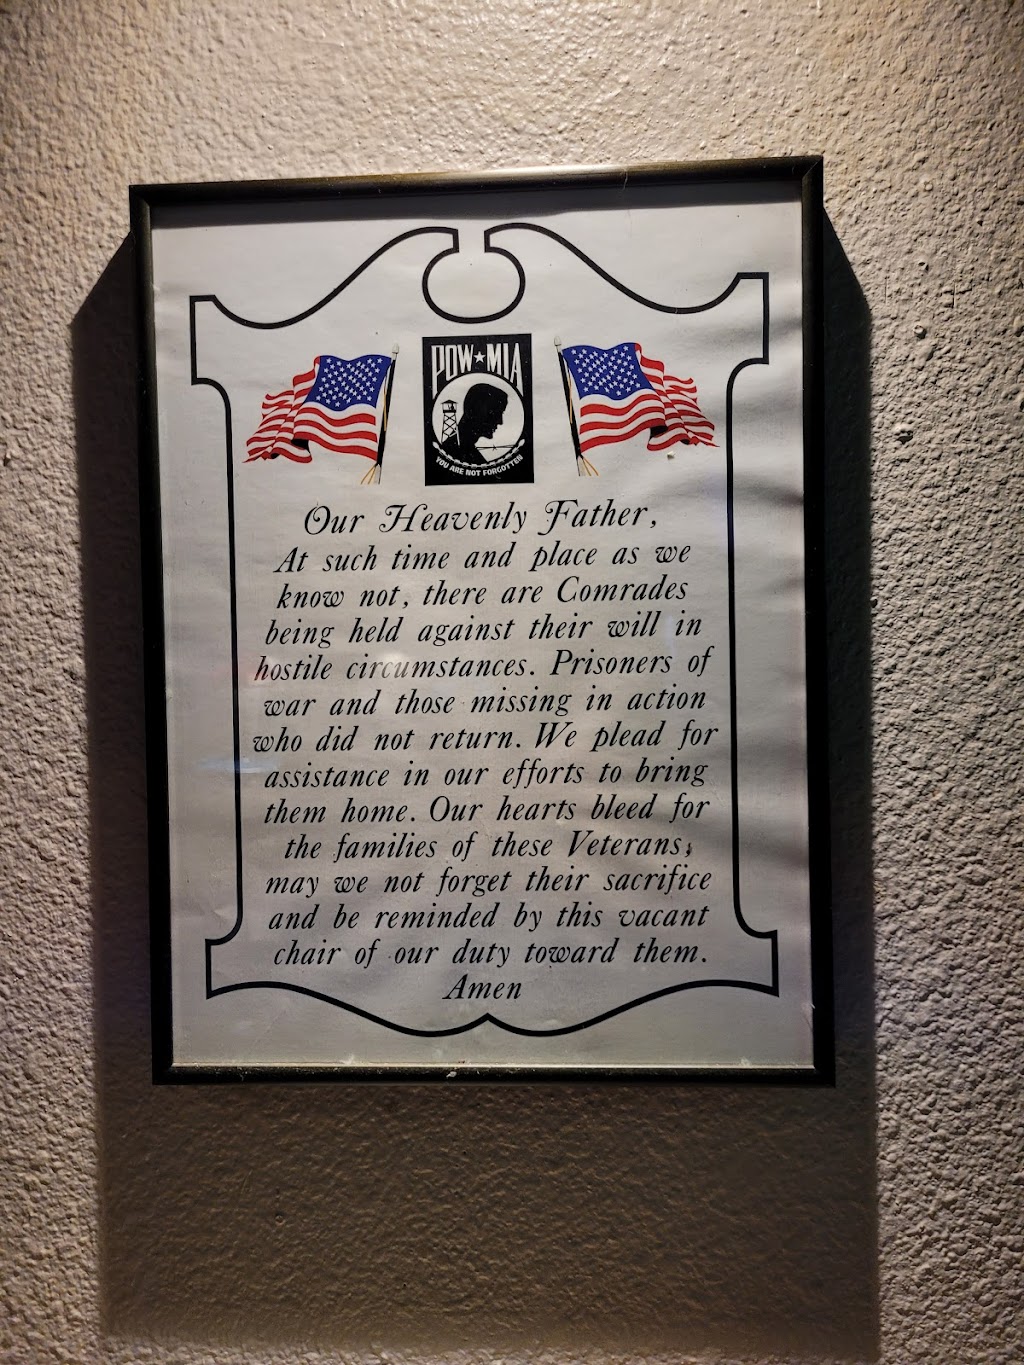 POW★MIA
YOU ARE NOT FORGOTTEN
Our Heavenly Father,
At such time and place as we
know not, there are Comrades
being held against their will in
hostile circumstances. Prisoners of
war and those missing in action
who did not return. We plead for
assistance in our efforts to bring
them home. Our hearts bleed for
the families of these Veterans;
may we not forget their sacrifice
and be reminded by this vacant
chair of our duty toward them.
Amen